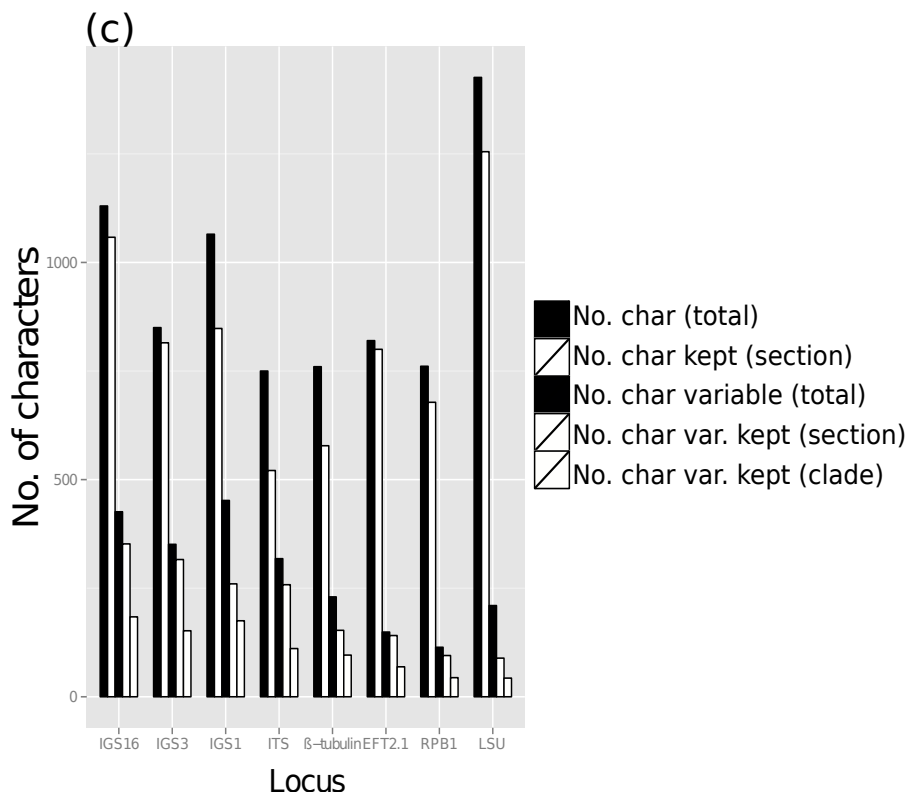 (c)
No. of characters
1000
500
0
IGS16 IGS3 IGS1 ITS ß−tubulin EFT2.1 RPB1 LSU
Locus
No. char (total)
No. char kept (section)
No. char variable (total)
No. char var. kept (section)
No. char var. kept (clade)